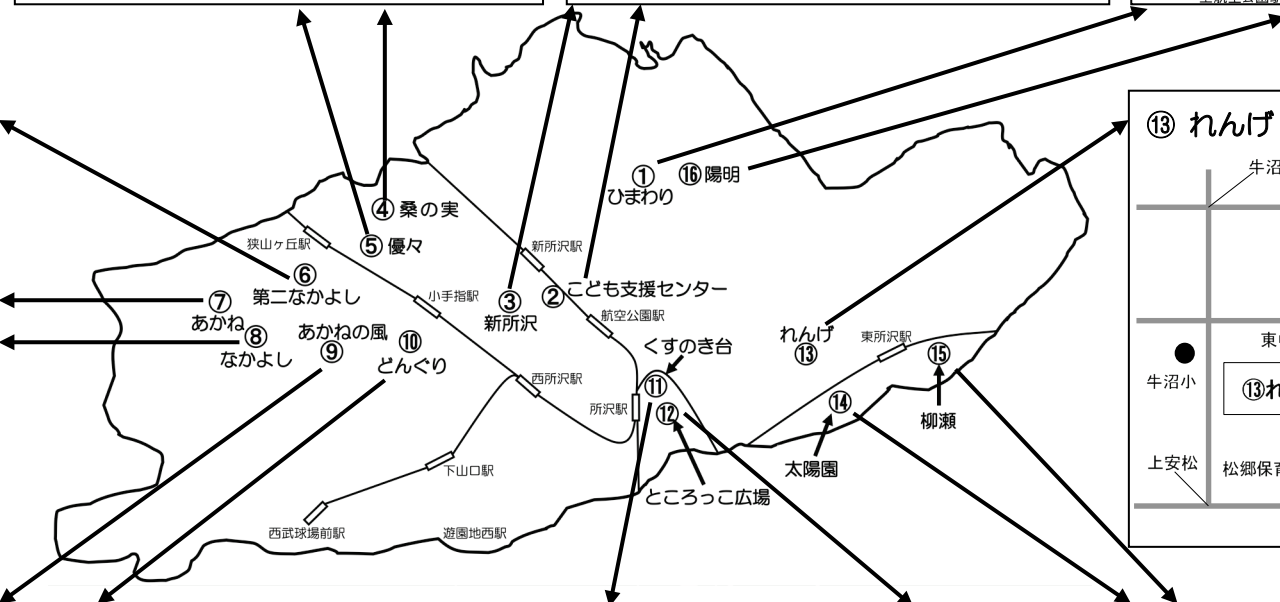 ① ひまわり
⑯ 陽明
④ 桑の実
⑤ 優々
狭山ヶ丘駅
新所沢駅
⑥
第二なかよし
② こども支援センター
小手指駅
③
新所沢
航空公園駅
⑦
あかね
⑧
なかよし
あかねの風
⑨
⑩
どんぐり
くすのき台
⑪
れんげ
⑬
東所沢駅
⑮
柳瀬
西所沢駅
所沢駅
⑫
ところっこ広場
⑭
太陽園
下山口駅
西武球場前駅
遊園地西駅
⑬ れんげ
牛沼
牛沼小
東
⑬れ
上安松
松郷保育